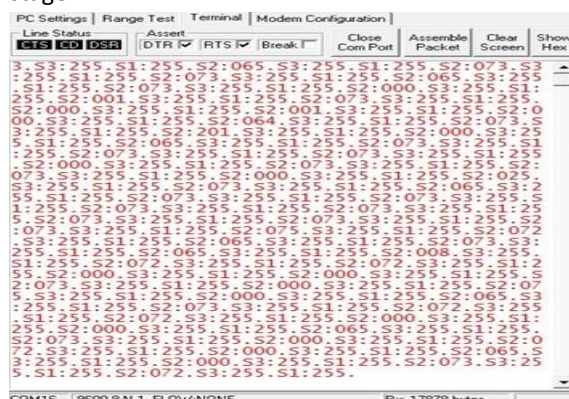 PC Settings | Range Test | Terminal | Modem Configuration
Line Status
CTS CD DSR
Assert
DTR RTS Break
Close Com Port
Assemble Packet
Clear Screen
Show Hex
3.S3:255.S1:255.S2:065.S3:255.S1:255.S2:073.S3
:255.S1:255.S2:073.S3:255.S1:255.S2:065.S3:255
.S1:255.S2:073.S3:255.S1:255.S2:000.S3:255.S1:
255.S2:001.S3:255.S1:255.S2:073.S3:255.S1:255.
S2:000.S3:255.S1:255.S2:001.S3:255.S1:255.S2:0
00.S3:255.S1:255.S2:064.S3:255.S1:255.S2:073.S
3:255.S1:255.S2:201.S3:255.S1:255.S2:000.S3:25
5.S1:255.S2:065.S3:255.S1:255.S2:073.S3:255.S1
:255.S2:073.S3:255.S1:255.S2:073.S3:255.S1:255
.S2:000.S3:255.S1:255.S2:073.S3:255.S1:255.S2:
073.S3:255.S1:255.S2:000.S3:255.S1:255.S2:025.
S3:255.S1:255.S2:073.S3:255.S1:255.S2:065.S3:2
55.S1:255.S2:073.S3:255.S1:255.S2:073.S3:255.S
1:255.S2:073.S3:255.S1:255.S2:073.S3:255.S1:25
5.S2:073.S3:255.S1:255.S2:073.S3:255.S1:255.S2
:073.S3:255.S1:255.S2:073.S3:255.S1:255.S2:072
.S3:255.S1:255.S2:065.S3:255.S1:255.S2:073.S3:
255.S1:255.S2:065.S3:255.S1:255.S2:008.S3:255.
S1:255.S2:072.S3:255.S1:255.S2:072.S3:255.S1:2
55.S2:000.S3:255.S1:255.S2:000.S3:255.S1:255.S
2:073.S3:255.S1:255.S2:000.S3:255.S1:255.S2:07
5.S3:255.S1:255.S2:000.S3:255.S1:255.S2:065.S3
:255.S1:255.S2:073.S3:255.S1:255.S2:072.S3:255
.S1:255.S2:000.S3:255.S1:255.S2:000.S3:255.S1:
255.S2:000.S3:255.S1:255.S2:065.S3:255.S1:255.
S2:073.S3:255.S1:255.S2:000.S3:255.S1:255.S2:0
72.S3:255.S1:255.S2:000.S3:255.S1:255.S2:065.S
3:255.S1:255.S2:000.S3:255.S1:255.S2:073.S3:25
5.S1:255.S2:072.S3:255.S1:255.